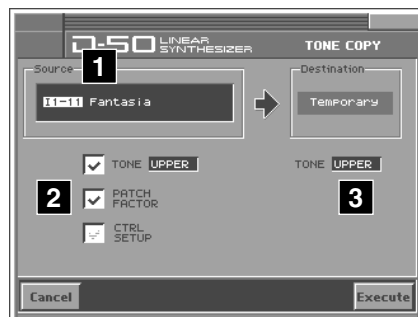 D-50 LINEAR SYNTHESIZER TONE COPY
Source
1
Destination
I1-11 Fantasia
Temporary
TONE UPPER
TONE UPPER
2
PATCH FACTOR
3
CTRL SETUP
Cancel
Execute